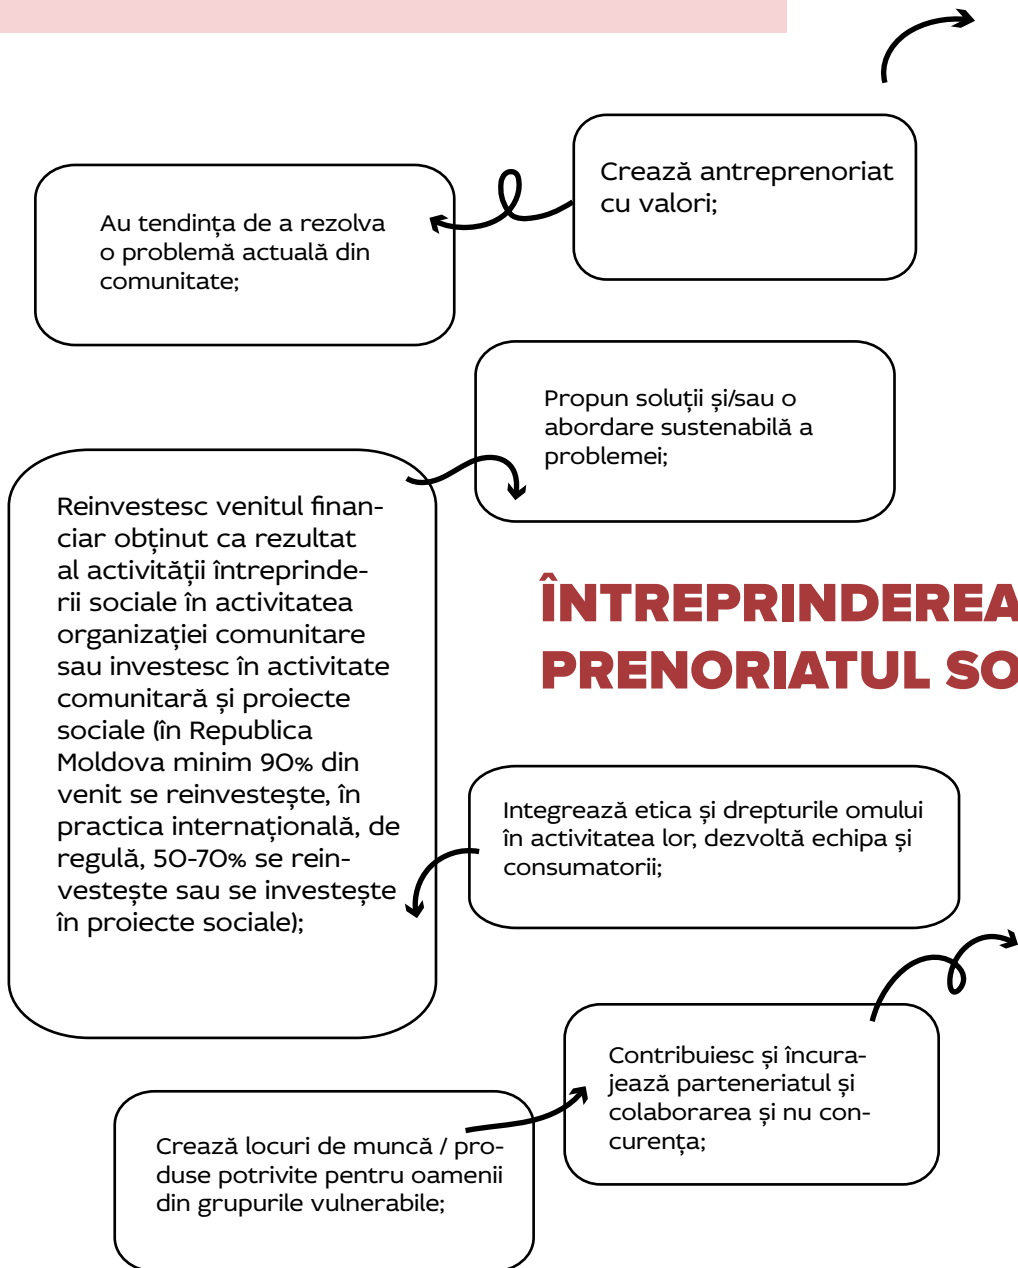 Crează antreprenoriat
cu valori;
Au tendința de a rezolva
o problemă actuală din
comunitate;
Propun soluții și/sau o
abordare sustenabilă a
problemei;
Reinvestesc venitul finan-
ciar obținut ca rezultat
al activității întreprinde-
rii sociale în activitatea
organizației comunitare
sau investesc în activitate
comunitară și proiecte
sociale (în Republica
Moldova minim 90% din
venit se reinvestește, în
practica internațională, de
regulă, 50-70% se rein-
vestește sau se investește
în proiecte sociale);
ÎNTREPRINDEREA
PRENORIATUL SO
Integrează etica și drepturile omului
în activitatea lor, dezvoltă echipa și
consumatorii;
Contribuiesc și încura-
jează parteneriatul și
colaborarea și nu con-
curența;
Crează locuri de muncă / pro-
duse potrivite pentru oamenii
din grupurile vulnerabile;